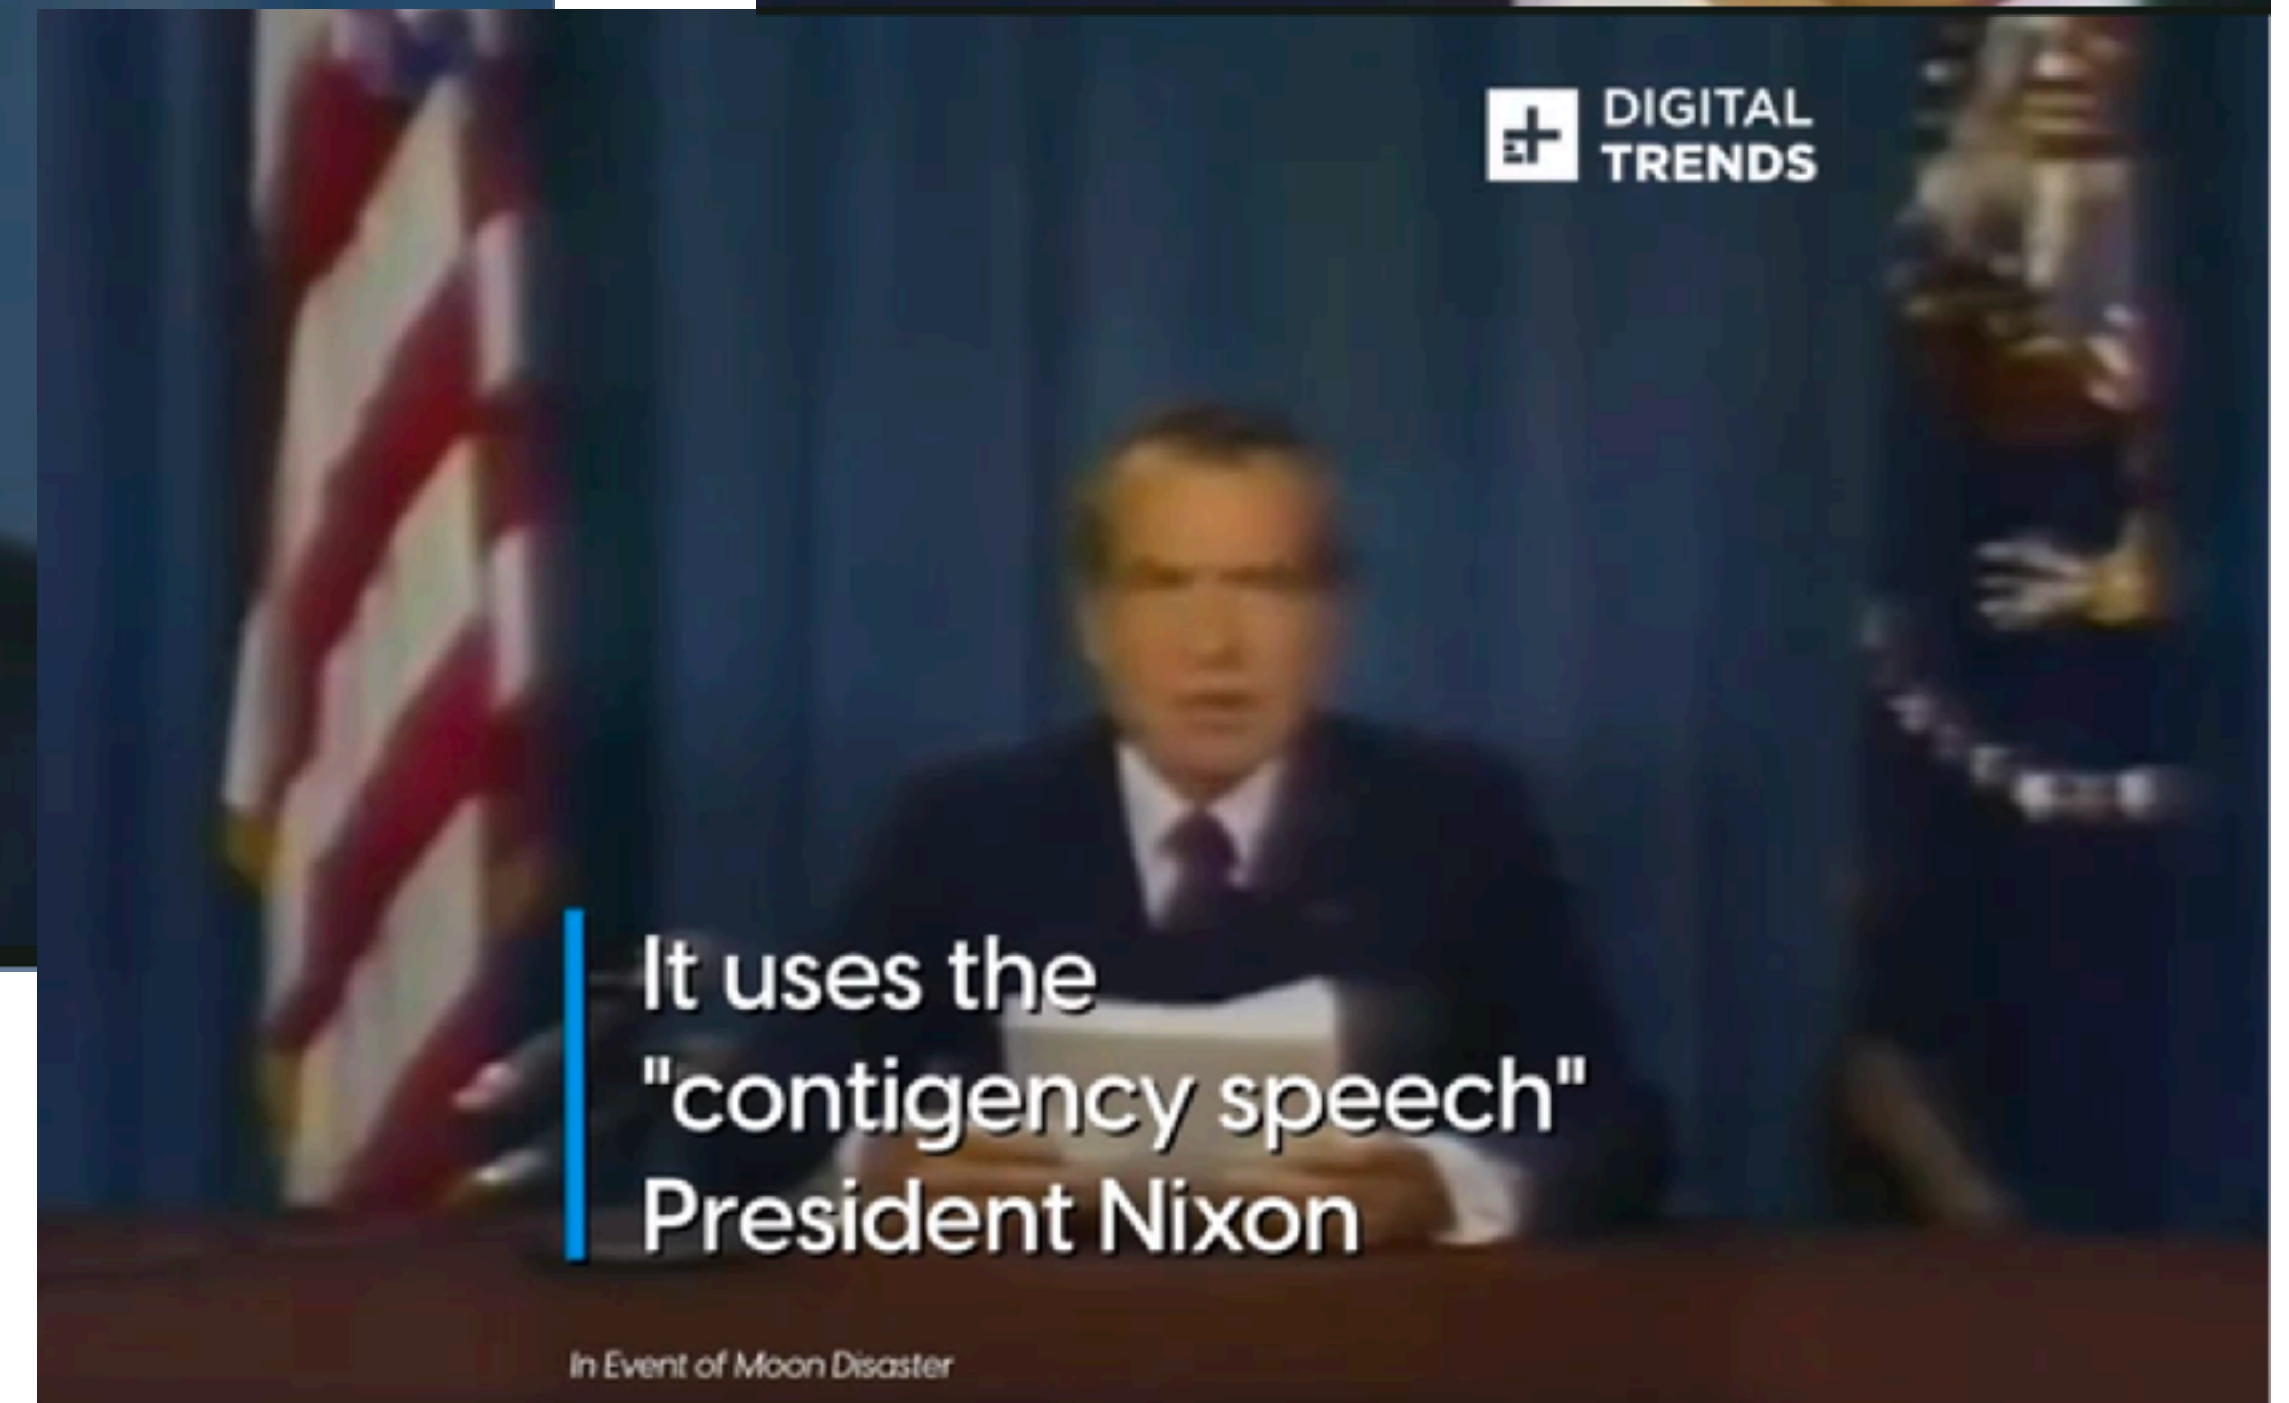 DIGITAL
TRENDS
It uses the
"contigency speech"
President Nixon
In Event of Moon Disaster